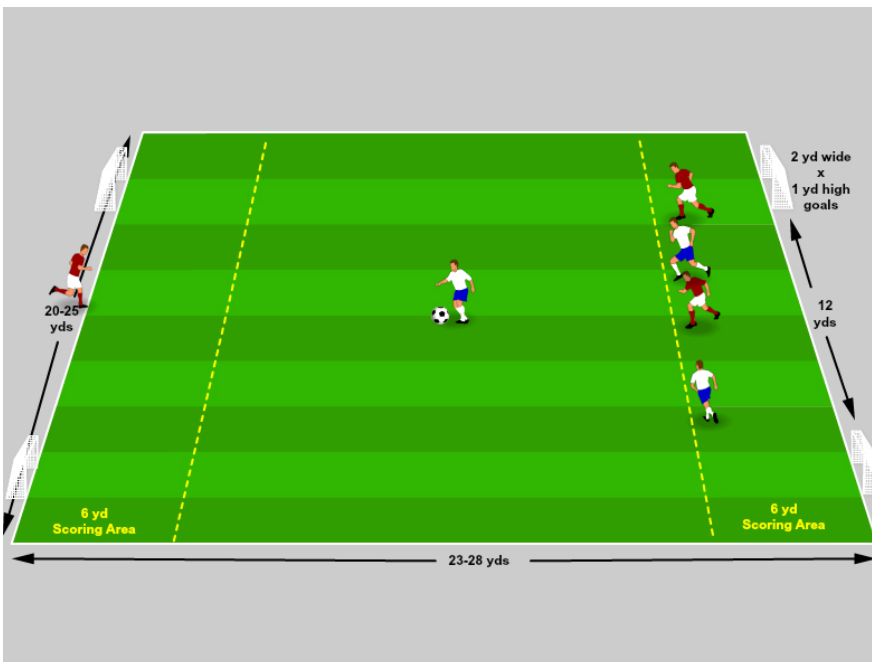 2 yd wide
x
1 yd high
goals
20-25
yds
12
yds
6 yd
Scoring Area
6 yd
Scoring Area
23-28 yds